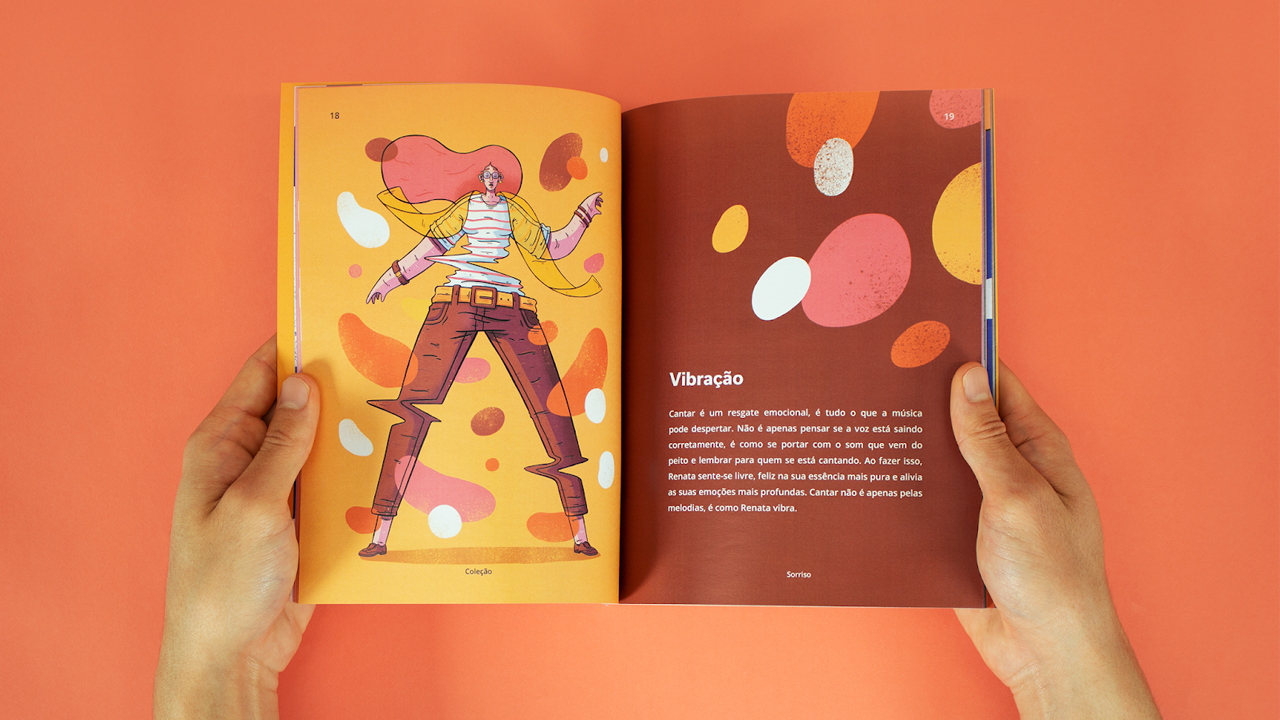 18
Coleção
19
Vibração
Cantar é um resgate emocional, é tudo o que a música
pode despertar. Não é apenas pensar se a voz está saindo
corretamente, é como se portar com o som que vem do
peito e lembrar para quem se está cantando. Ao fazer isso,
Renata sente-se livre, feliz na sua essência mais pura e alivia
as suas emoções mais profundas. Cantar não é apenas pelas
melodias, é como Renata vibra.
Sorriso